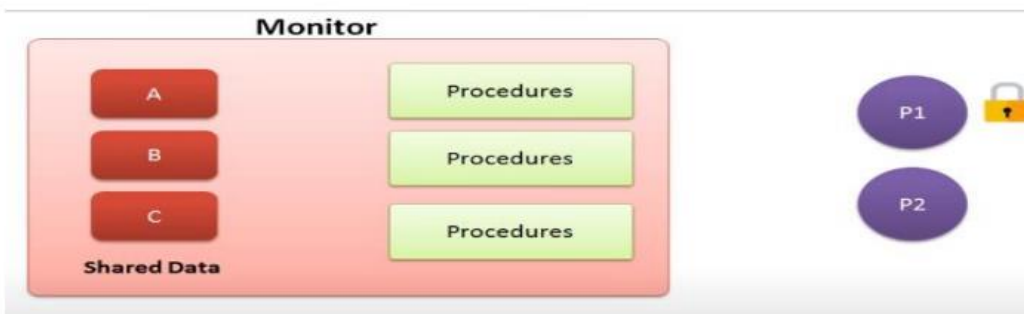 Monitor
A
Procedures
P1
B
Procedures
P2
C
Procedures
Shared Data